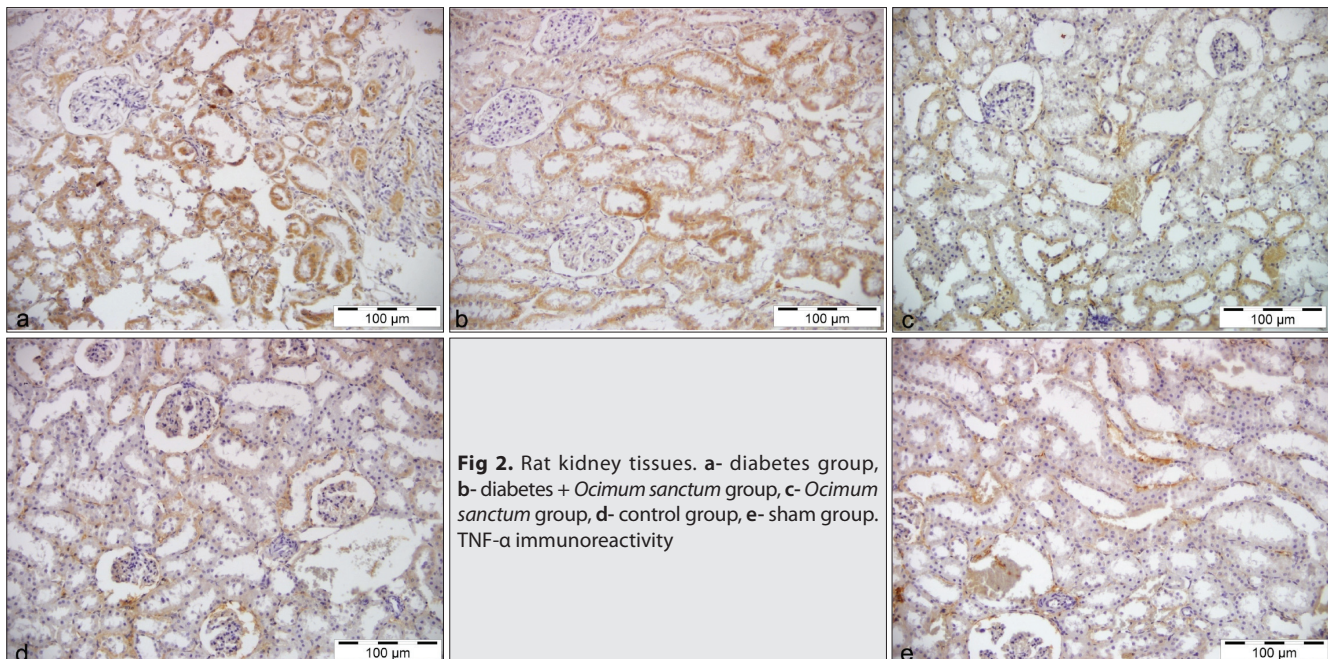 a
100 µm
b
100 µm
c
100 µm
d
100 µm
Fig 2. Rat kidney tissues. a- diabetes group,
b- diabetes + Ocimum sanctum group, c- Ocimum
sanctum group, d- control group, e- sham group.
TNF-α immunoreactivity
e
100 µm